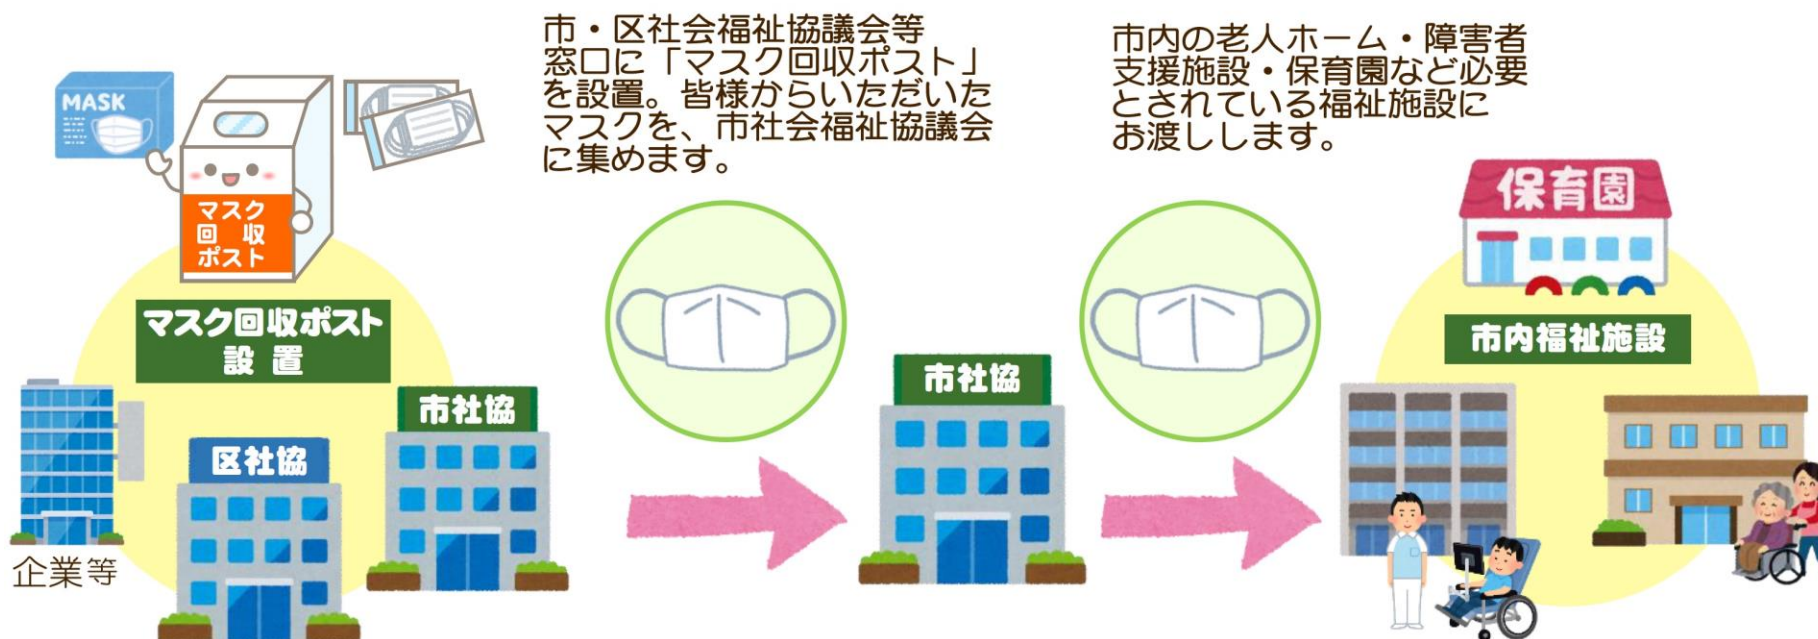 市・区社会福祉協議会等
窓口に「マスク回収ポスト」
を設置。皆様からいただいた
マスクを、市社会福祉協議会
に集めます。
市内の老人ホーム・障害者
支援施設・保育園など必要
とされている福祉施設に
お渡しします。
MASK
マスク
回 収
ポスト
マスク回収ポスト
設 置
企業等
区社協
市社協
市社協
保育園
市内福祉施設